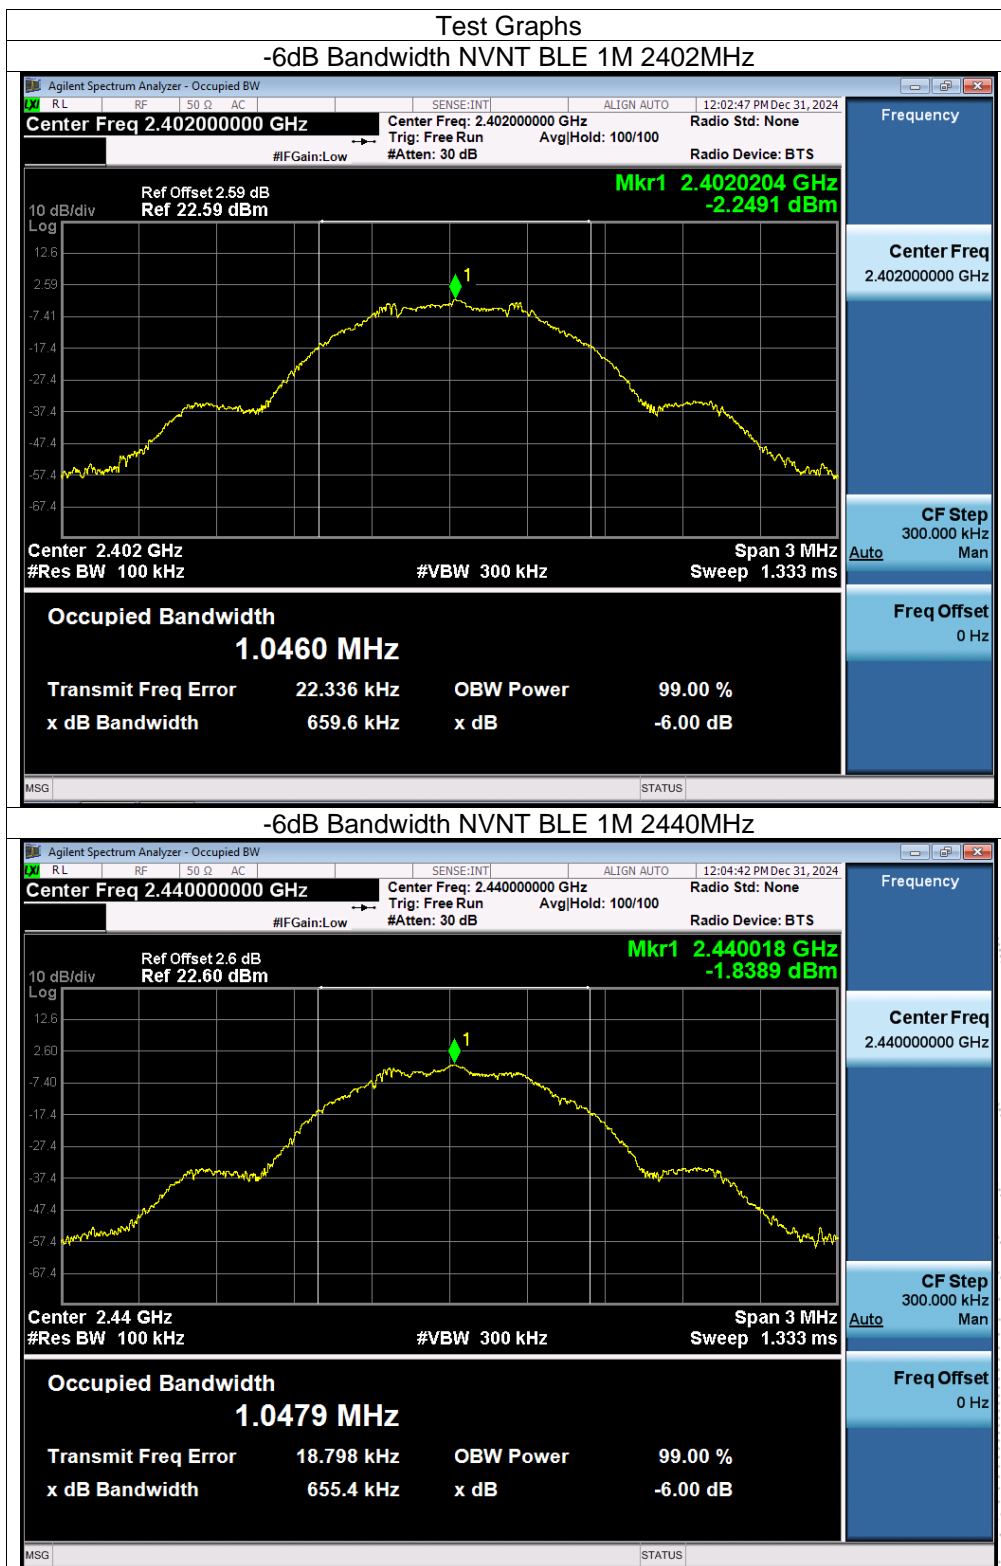 Test Graphs
-6dB Bandwidth NVNT BLE 1M 2402MHz
Agilent Spectrum Analyzer - Occupied BW
LXI RL RF 50 Ω AC SENSE:INT ALIGN AUTO 12:02:47 PM Dec 31, 2024
Center Freq 2.402000000 GHz Center Freq: 2.402000000 GHz Radio Std: None Frequency
Trig: Free Run Avg|Hold: 100/100
#IFGain:Low #Atten: 30 dB Radio Device: BTS
Mkr1 2.4020204 GHz
-2.2491 dBm
Ref Offset 2.59 dB
10 dB/div Ref 22.59 dBm
Log
12.6
2.59
-7.41
-17.4
-27.4
-37.4
-47.4
-57.4
-67.4
1
Center Freq
2.402000000 GHz
CF Step
300.000 kHz
Auto Man
Freq Offset
0 Hz
Center 2.402 GHz Span 3 MHz
#Res BW 100 kHz #VBW 300 kHz Sweep 1.333 ms
Occupied Bandwidth
1.0460 MHz
Transmit Freq Error 22.336 kHz OBW Power 99.00 %
x dB Bandwidth 659.6 kHz x dB -6.00 dB
MSG STATUS
-6dB Bandwidth NVNT BLE 1M 2440MHz
Agilent Spectrum Analyzer - Occupied BW
LXI RL RF 50 Ω AC SENSE:INT ALIGN AUTO 12:04:42 PM Dec 31, 2024
Center Freq 2.440000000 GHz Center Freq: 2.440000000 GHz Radio Std: None Frequency
Trig: Free Run Avg|Hold: 100/100
#IFGain:Low #Atten: 30 dB Radio Device: BTS
Mkr1 2.440018 GHz
-1.8389 dBm
Ref Offset 2.6 dB
10 dB/div Ref 22.60 dBm
Log
12.6
2.60
-7.40
-17.4
-27.4
-37.4
-47.4
-57.4
-67.4
1
Center Freq
2.440000000 GHz
CF Step
300.000 kHz
Auto Man
Freq Offset
0 Hz
Center 2.44 GHz Span 3 MHz
#Res BW 100 kHz #VBW 300 kHz Sweep 1.333 ms
Occupied Bandwidth
1.0479 MHz
Transmit Freq Error 18.798 kHz OBW Power 99.00 %
x dB Bandwidth 655.4 kHz x dB -6.00 dB
MSG STATUS